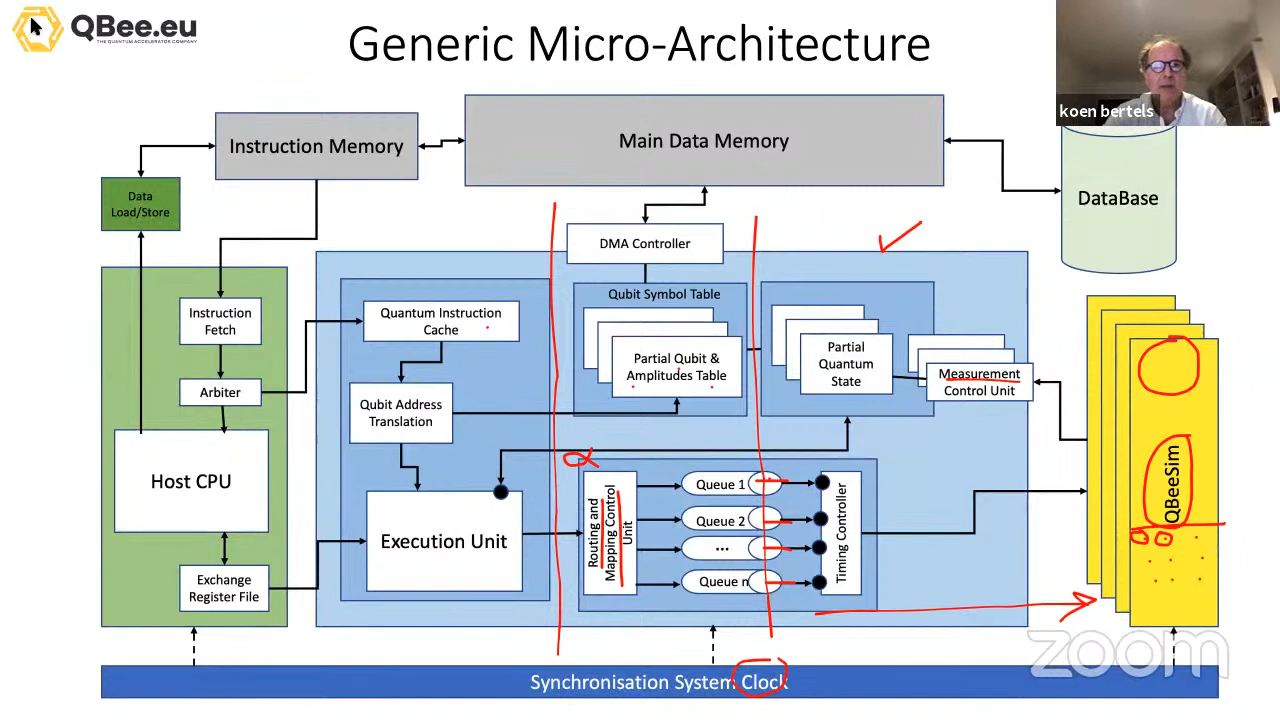 QBee.eu
THE QUANTUM ACCELERATOR COMPANY
Generic Micro-Architecture
koen bertels
Instruction Memory
Main Data Memory
DataBase
Data
Load/Store
DMA Controller
Instruction
Fetch
Quantum Instruction
Cache
Qubit Symbol Table
Partial Qubit &
Amplitudes Table
Partial
Quantum
State
Measurement
Control Unit
Arbiter
Qubit Address
Translation
Host CPU
Execution Unit
Routing and
Mapping Control
Unit
Queue 1
Queue 2
...
Queue n
Timing Controller
QBeeSim
Exchange
Register File
zoom
Synchronisation System Clock